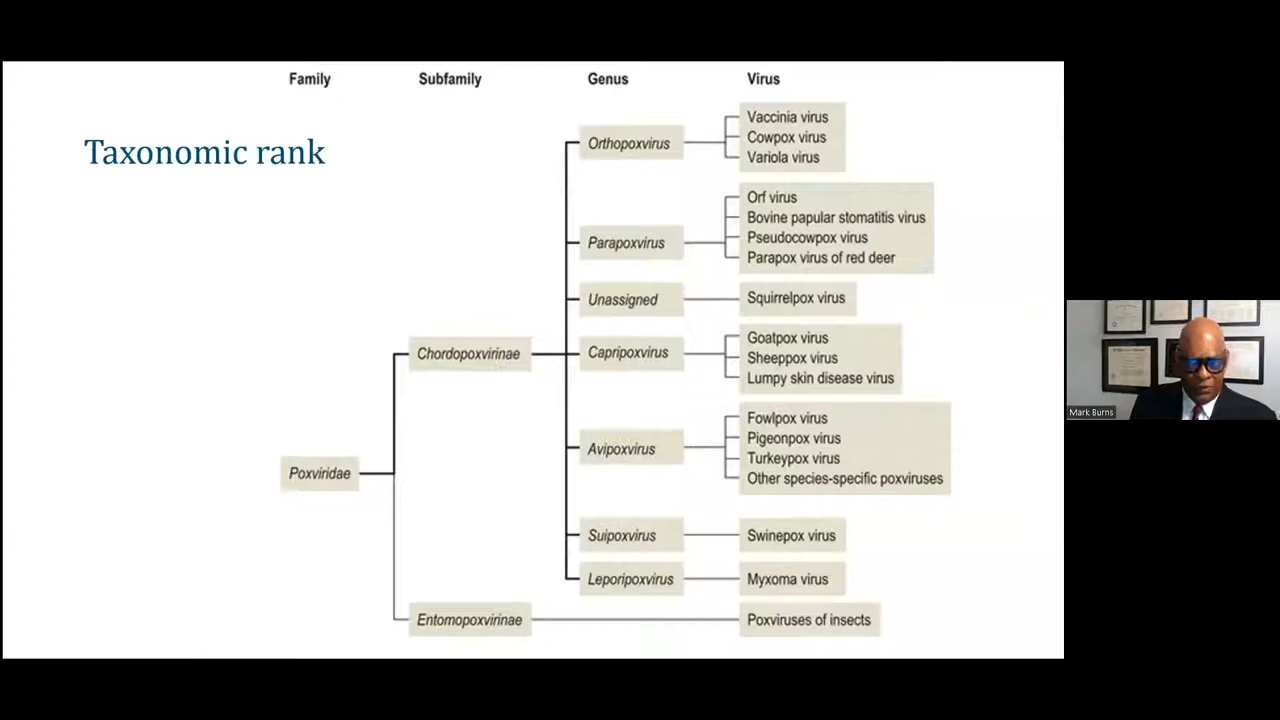 Family Subfamily Genus Virus
Taxonomic rank
Orthopoxvirus
Vaccinia virus
Cowpox virus
Variola virus
Parapoxvirus
Orf virus
Bovine papular stomatitis virus
Pseudocowpox virus
Parapox virus of red deer
Unassigned
Squirrelpox virus
Chordopoxvirinae
Capripoxvirus
Goatpox virus
Sheeppox virus
Lumpy skin disease virus
Avipoxvirus
Fowlpox virus
Pigeonpox virus
Turkeypox virus
Other species-specific poxviruses
Poxviridae
Suipoxvirus
Swinepox virus
Leporipoxvirus
Myxoma virus
Entomopoxvirinae
Poxviruses of insects
Mark Burns